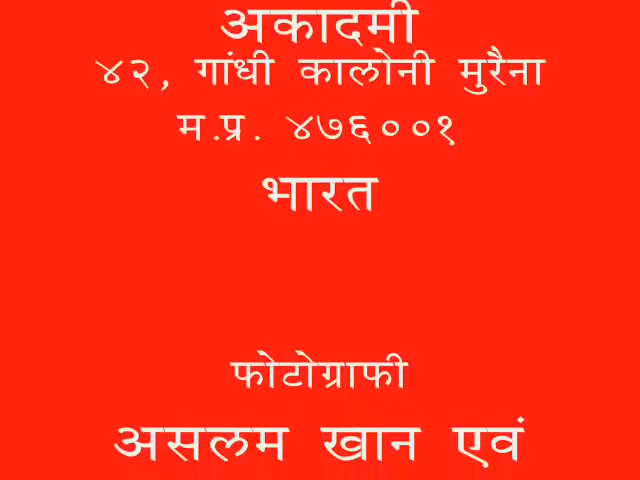 अकादमी
४२, गांधी कालोनी मुरैना
म.प्र. ४७६००१
भारत
फोटोग्राफी
असलम खान एवं